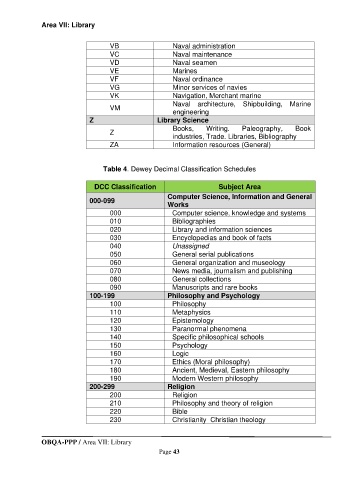 Area VII: Library
VB Naval administration
VC Naval maintenance
VD Naval seamen
VE Marines
VF Naval ordinance
VG Minor services of navies
VK Navigation, Merchant marine
VM Naval architecture, Shipbuilding, Marine
engineering
Z Library Science
Z Books, Writing. Paleography, Book
industries, Trade, Libraries, Bibliography
ZA Information resources (General)
Table 4. Dewey Decimal Classification Schedules
DCC Classification Subject Area
000-099 Computer Science, Information and General
Works
000 Computer science, knowledge and systems
010 Bibliographies
020 Library and information sciences
030 Encyclopedias and book of facts
040 Unassigned
050 General serial publications
060 General organization and museology
070 News media, journalism and publishing
080 General collections
090 Manuscripts and rare books
100-199 Philosophy and Psychology
100 Philosophy
110 Metaphysics
120 Epistemology
130 Paranormal phenomena
140 Specific philosophical schools
150 Psychology
160 Logic
170 Ethics (Moral philosophy)
180 Ancient, Medieval, Eastern philosophy
190 Modern Western philosophy
200-299 Religion
200 Religion
210 Philosophy and theory of religion
220 Bible
230 Christianity Christian theology
OBQA-PPP / Area VII: Library
Page 43